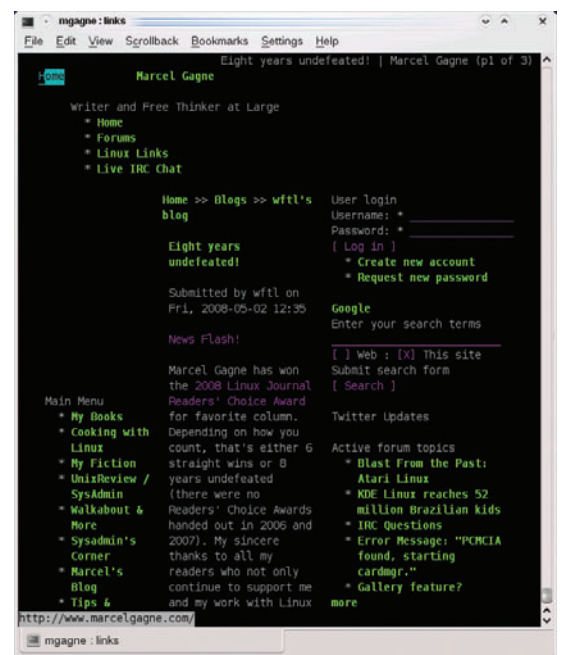 mgagne : links
File Edit View Scrollback Bookmarks Settings Help
Eight years undefeated! | Marcel Gagne (p1 of 3)
Home Marcel Gagne
Writer and Free Thinker at Large
* Home
* Forums
* Linux Links
* Live IRC Chat
Home >> Blogs >> wftl's
blog
Eight years
undefeated!
Submitted by wftl on
Fri, 2008-05-02 12:35
News Flash!
Marcel Gagne has won
the 2008 Linux Journal
Readers' Choice Award
for favorite column.
Depending on how you
count, that's either 6
straight wins or 8
years undefeated
(there were no
Readers' Choice Awards
handed out in 2006 and
2007). My sincere
thanks to all my
readers who not only
continue to support me
and my work with Linux
User login
Username: *
Password: *
[ Log in ]
* Create new account
* Request new password
Google
Enter your search terms
[ ] Web : [X] This site
Submit search form
[ Search ]
Twitter Updates
Active forum topics
* Blast From the Past:
Atari Linux
* KDE Linux reaches 52
million Brazilian kids
* IRC Questions
* Error Message: "PCMCIA
found, starting
cardmgr."
* Gallery feature?
more
Main Menu
* My Books
* Cooking with
Linux
* My Fiction
* UnixReview /
SysAdmin
* Walkabout &
More
* Sysadmin's
Corner
* Marcel's
Blog
* Tips &
http://www.marcelgagne.com/
mgagne : links